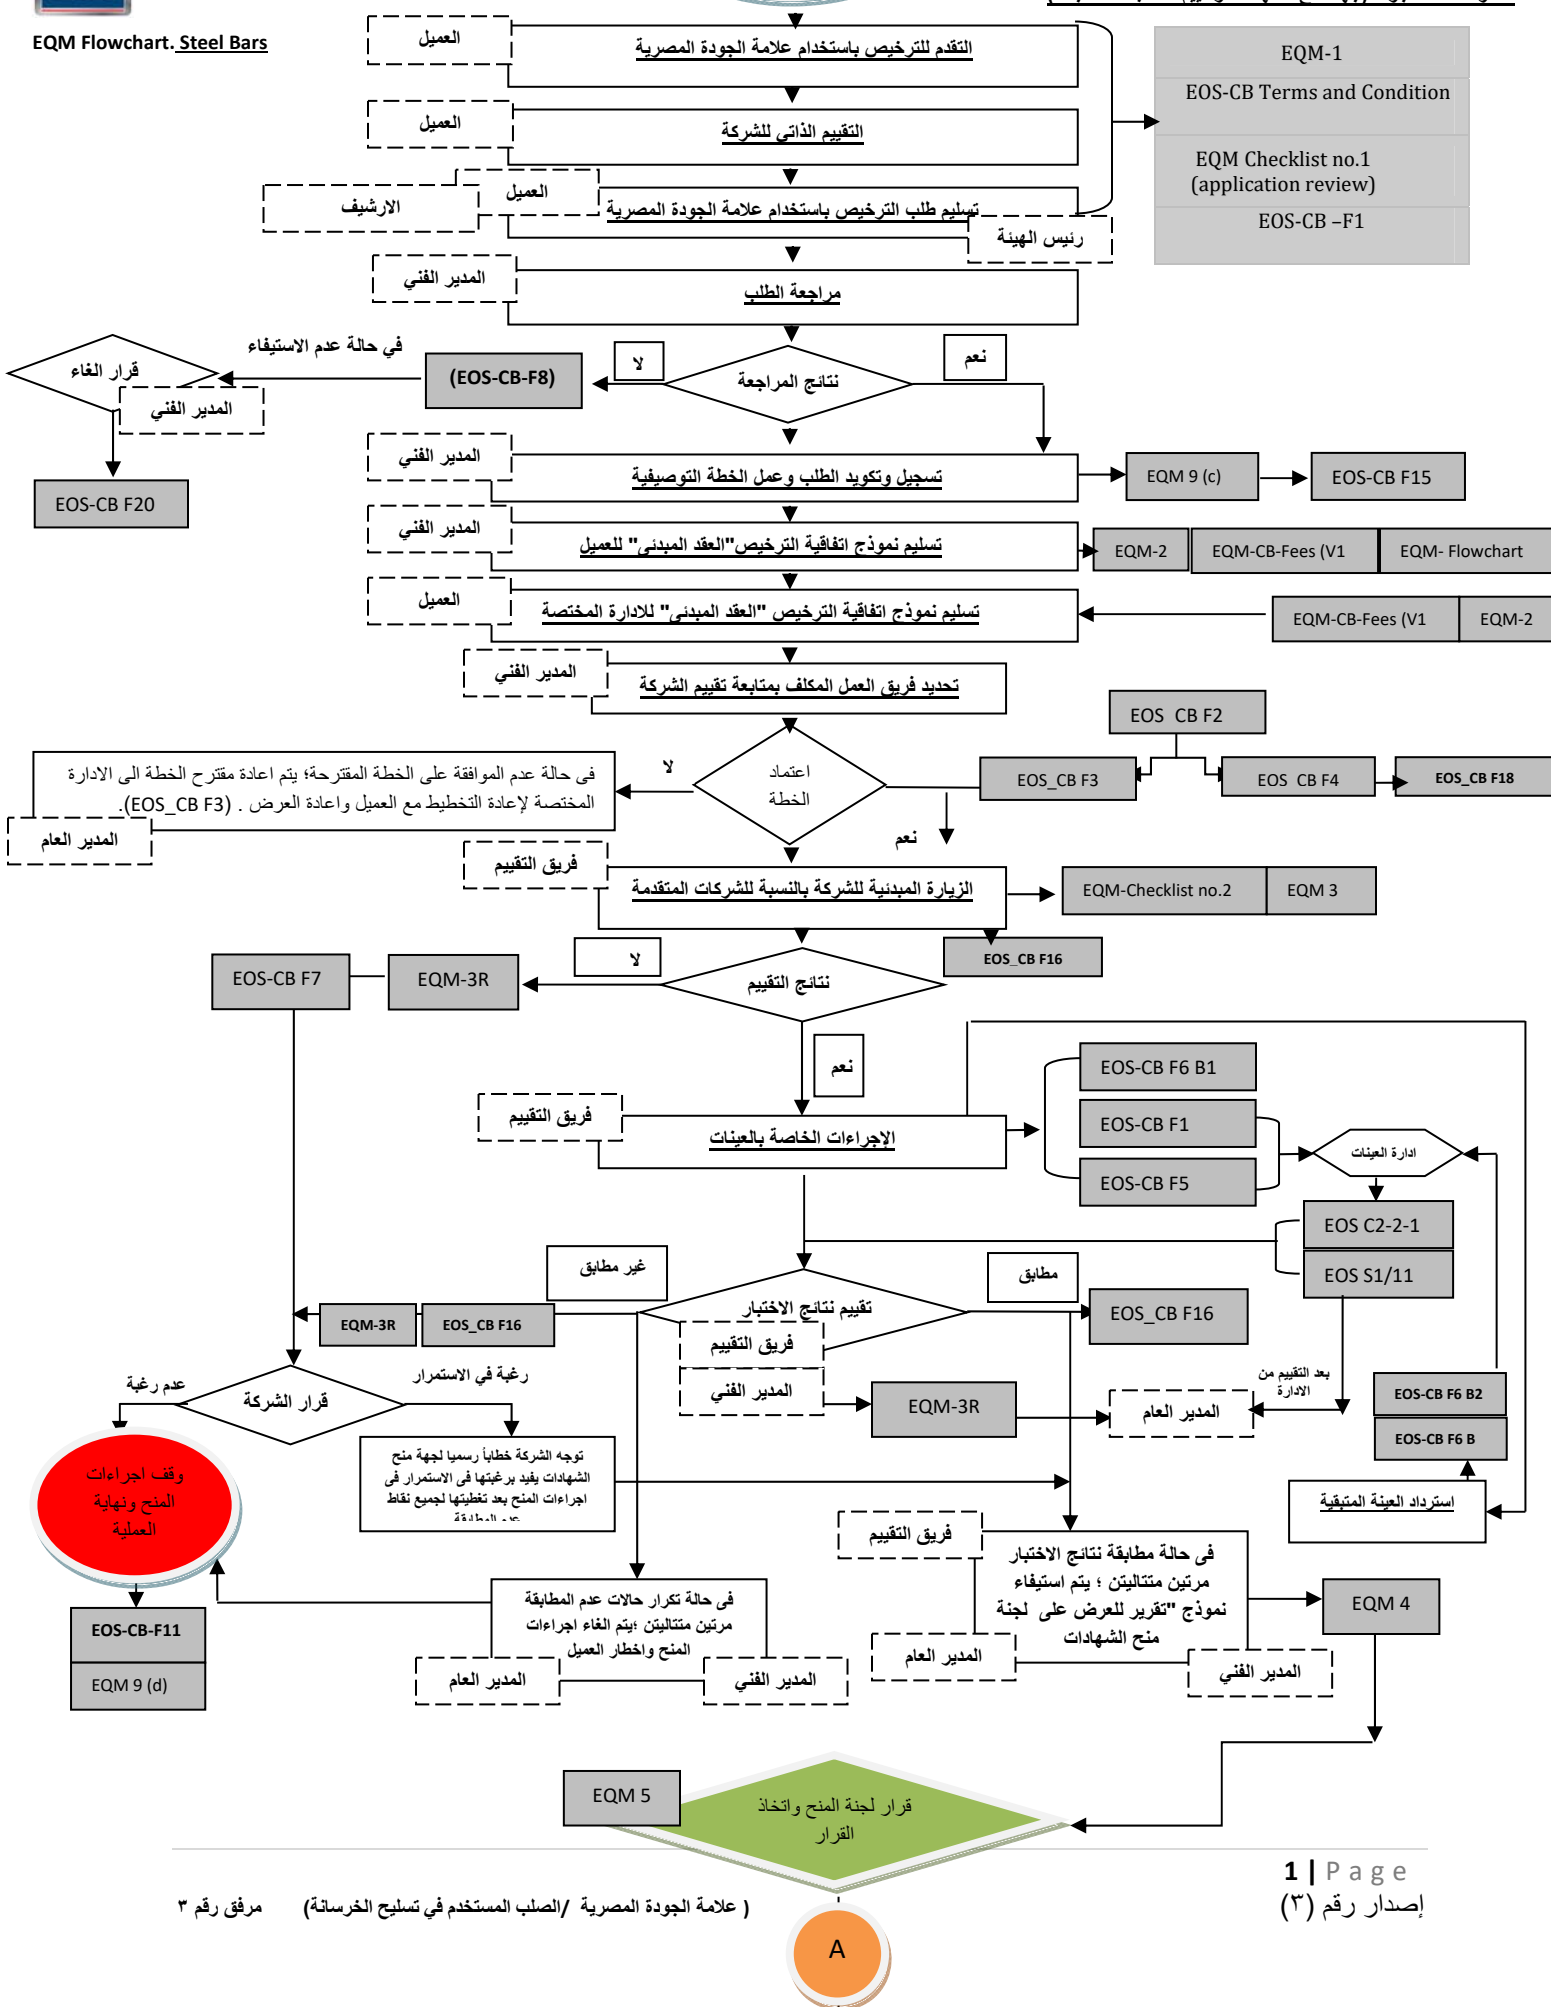 EQM Flowchart. Steel Bars
العميل
التقدم للترخيص باستخدام علامة الجودة المصرية
EQM-1
EOS-CB Terms and Condition
EQM Checklist no.1
(application review)
EOS-CB –F1
العميل
التقييم الذاتي للشركة
العميل
الارشيف
تسليم طلب الترخيص باستخدام علامة الجودة المصرية
رئيس الهيئة
المدير الفني
مراجعة الطلب
نعم
لا
في حالة عدم الاستيفاء
(EOS-CB-F8)
نتائج المراجعة
قرار الغاء
المدير الفني
EOS-CB F20
المدير الفني
تسجيل وتكويد الطلب وعمل الخطة التوصيفية
EQM 9 (c)
EOS-CB F15
المدير الفني
تسليم نموذج اتفاقية الترخيص"العقد المبدئى" للعميل
EQM-2
EQM-CB-Fees (V1
EQM- Flowchart
العميل
تسليم نموذج اتفاقية الترخيص "العقد المبدئى" للادارة المختصة
EQM-CB-Fees (V1
EQM-2
المدير الفني
تحديد فريق العمل المكلف بمتابعة تقييم الشركة
EOS CB F2
اعتماد
الخطة
لا
EOS_CB F3
EOS CB F4
EOS_CB F18
فى حالة عدم الموافقة على الخطة المقترحة؛ يتم اعادة مقترح الخطة الى الادارة
المختصة لإعادة التخطيط مع العميل واعادة العرض . (EOS_CB F3).
المدير العام
نعم
فريق التقييم
الزيارة المبدئية للشركة بالنسبة للشركات المتقدمة
EQM-Checklist no.2
EQM 3
EOS_CB F16
لا
نتائج التقييم
EQM-3R
EOS-CB F7
نعم
EOS-CB F6 B1
فريق التقييم
الإجراءات الخاصة بالعينات
EOS-CB F1
ادارة العينات
EOS-CB F5
EOS C2-2-1
EOS S1/11
غير مطابق
مطابق
تقييم نتائج الاختبار
EOS_CB F16
EQM-3R
EOS_CB F16
فريق التقييم
المدير الفني
EQM-3R
المدير العام
بعد التقييم من
الادارة
EOS-CB F6 B2
EOS-CB F6 B
عدم رغبة
قرار الشركة
رغبة في الاستمرار
توجه الشركة خطاباً رسميا لجهة منح
الشهادات يفيد برغبتها فى الاستمرار فى
اجراءات المنح بعد تغطيتها لجميع نقاط
عدم المطابقة
وقف اجراءات
المنح ونهاية
العملية
استرداد العينة المتبقية
فريق التقييم
فى حالة مطابقة نتائج الاختبار
مرتين متتاليتن ؛ يتم استيفاء
نموذج "تقرير للعرض على لجنة
منح الشهادات
EQM 4
المدير العام
المدير الفني
فى حالة تكرار حالات عدم المطابقة
مرتين متتاليتن ؛يتم الغاء اجراءات
المنح واخطار العميل
المدير العام
المدير الفني
EOS-CB-F11
EQM 9 (d)
EQM 5
قرار لجنة المنح واتخاذ
القرار
1 | Page
( علامة الجودة المصرية /الصلب المستخدم في تسليح الخرسانة) مرفق رقم ٣
إصدار رقم (٣)
A